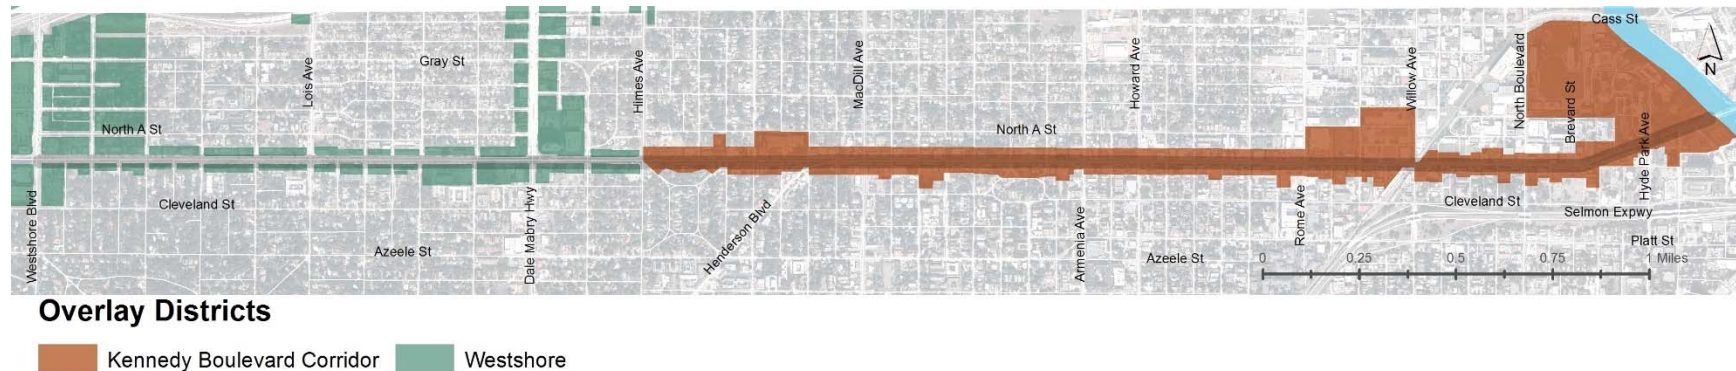 Cass St
Gray St
Lois Ave
Himes Ave
MacDill Ave
Howard Ave
Willow Ave
North Boulevard
Brevard St
N
North A St
North A St
Hyde Park Ave
Westshore Blvd
Cleveland St
Dale Mabry Hwy
Henderson Blvd
Armenia Ave
Rome Ave
Cleveland St
Selmon Expwy
Platt St
Azeele St
Azeele St
0 0.25 0.5 0.75 1 Miles
Overlay Districts
Kennedy Boulevard Corridor Westshore